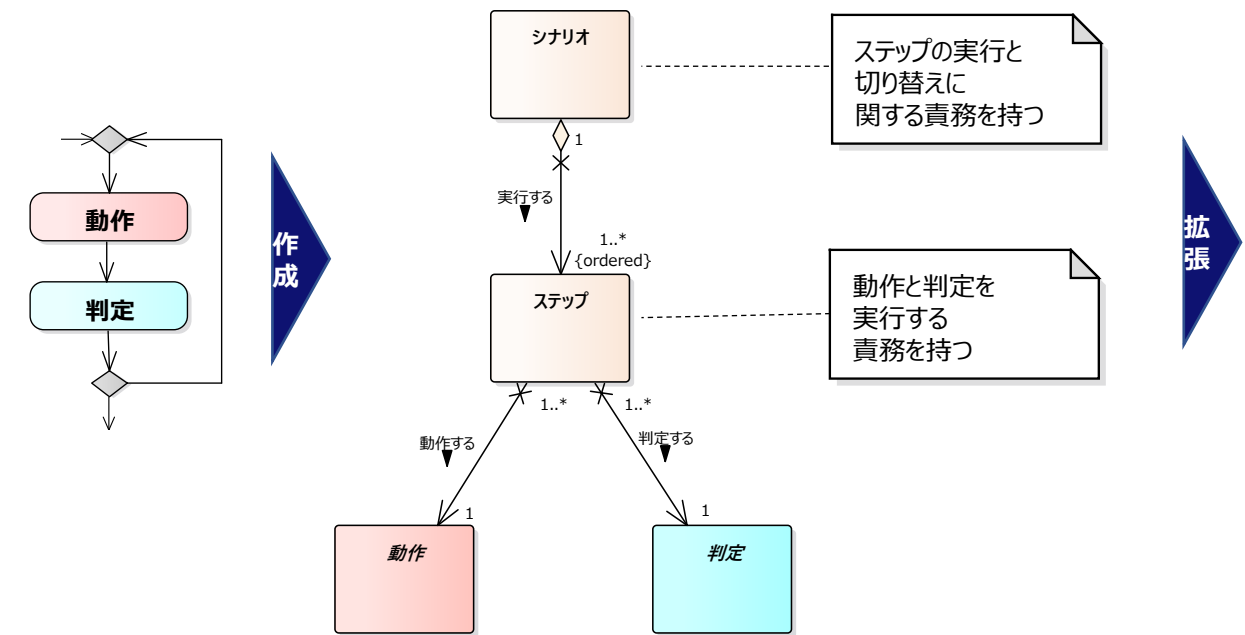 動作
判定
作
成
シナリオ
1
実行する
1..*
{ordered}
ステップ
1..*
1..*
動作する
判定する
1
1
動作
判定
ステップの実行と
切り替えに
関する責務を持つ
動作と判定を
実行する
責務を持つ
拡
張